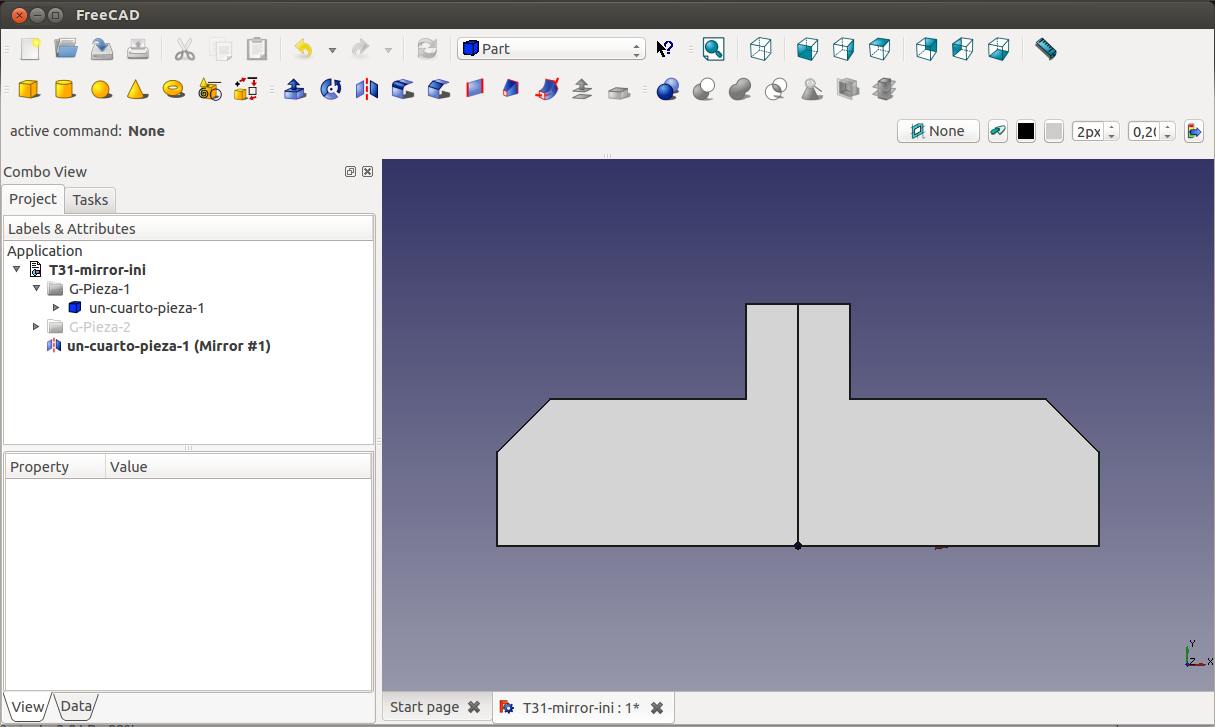 FreeCAD
Part
active command: None
None
2px
0,20
Combo View
Project
Tasks
Labels & Attributes
Application
T31-mirror-ini
G-Pieza-1
un-cuarto-pieza-1
G-Pieza-2
un-cuarto-pieza-1 (Mirror #1)
Property
Value
Y
Z
X
View
Data
Start page
T31-mirror-ini : 1*